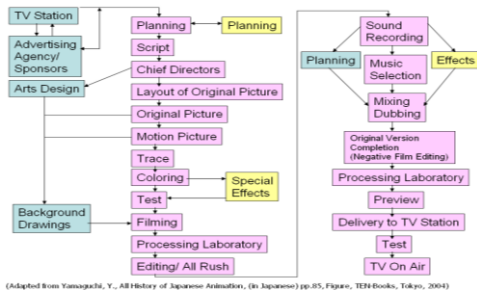 TV Station
Advertising
Agency/
Sponsors
Arts Design
Background
Drawings
Planning
Planning
Script
Chief Directors
Layout of Original Picture
Original Picture
Motion Picture
Trace
Coloring
Special
Effects
Test
Filming
Processing Laboratory
Editing/ All Rush
Sound
Recording
Planning
Music
Selection
Effects
Mixing
Dubbing
Original Version
Completion
(Negative Film Editing)
Processing Laboratory
Preview
Delivery to TV Station
Test
TV On Air
(Adapted from Yamaguchi, Y., All History of Japanese Animation, (in Japanese) pp.85, Figure, TEN-Books, Tokyo, 2004)